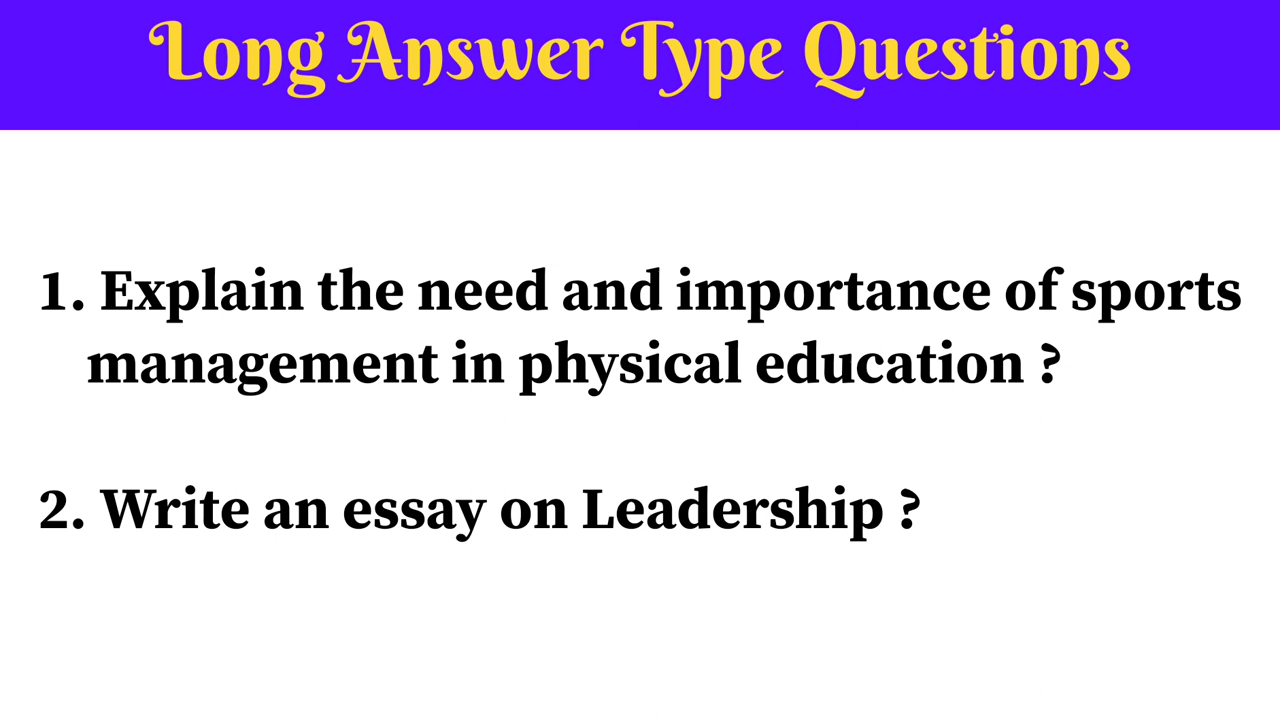 Long Answer Type Questions
1. Explain the need and importance of sports
management in physical education ?
2. Write an essay on Leadership ?